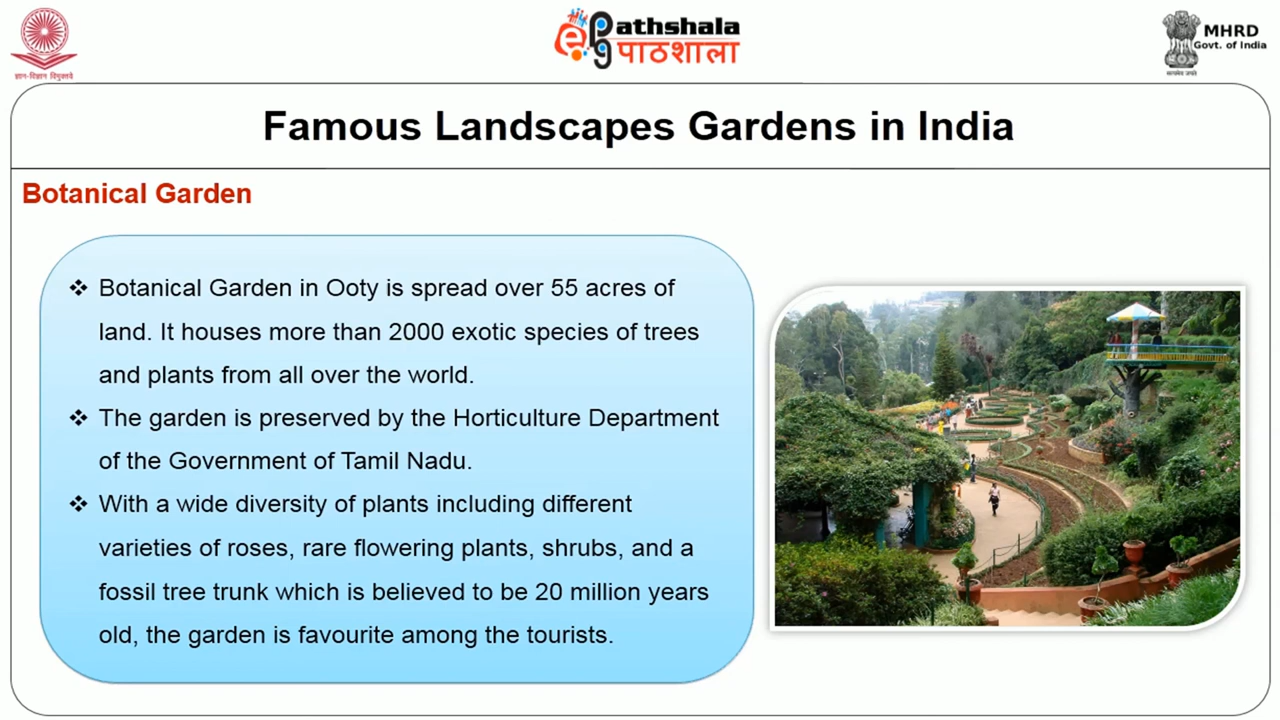 ज्ञान-विज्ञान विमुक्तये
ePathshala
पाठशाला
MHRD
Govt. of India
सत्यमेव जयते
Famous Landscapes Gardens in India
Botanical Garden
❖ Botanical Garden in Ooty is spread over 55 acres of
land. It houses more than 2000 exotic species of trees
and plants from all over the world.
❖ The garden is preserved by the Horticulture Department
of the Government of Tamil Nadu.
❖ With a wide diversity of plants including different
varieties of roses, rare flowering plants, shrubs, and a
fossil tree trunk which is believed to be 20 million years
old, the garden is favourite among the tourists.